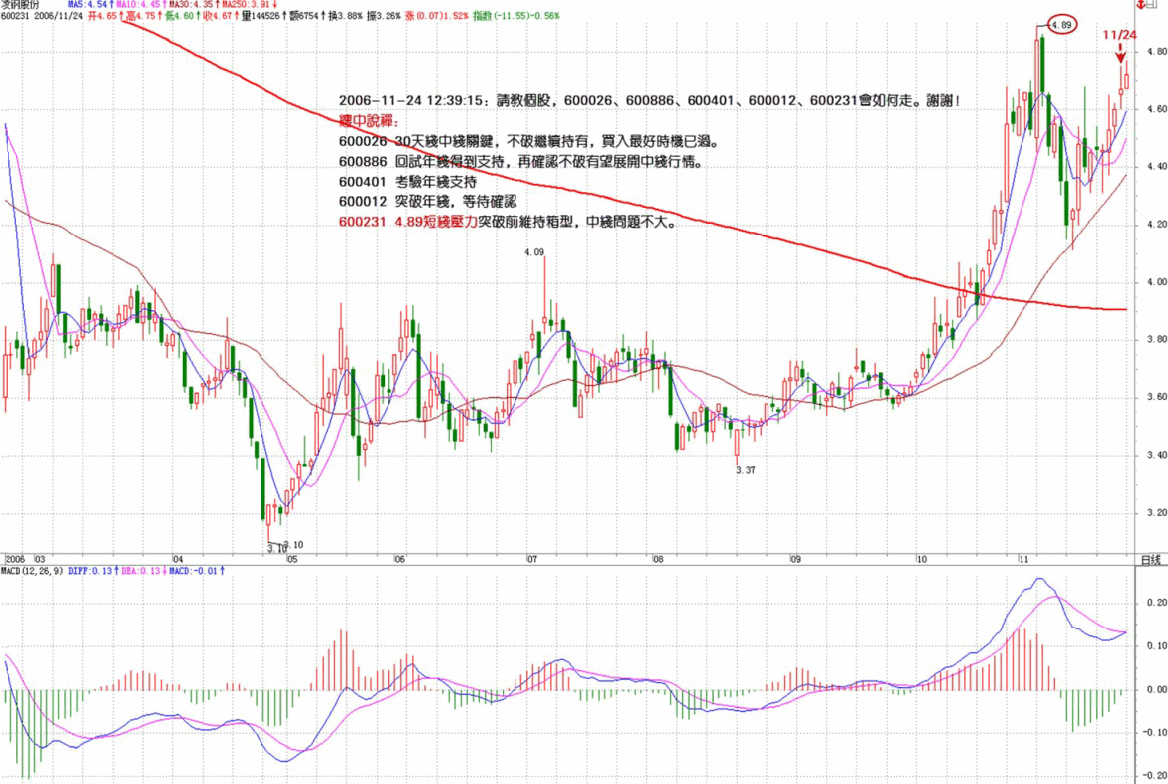 凌钢股份 MA5:4.54↑MA10:4.45↑MA30:4.35↑MA250:3.91↓
600231 2006/11/24 开4.65↑高4.75↑低4.60↑收4.67↑量144526↑额6754↑换3.88% 振3.26% 涨(0.07)1.52% 指数(-11.55)-0.56%
4.89
11/24
4.80
2006-11-24 12:39:15：請教個股，600026、600886、600401、600012、600231會如何走。謝謝！
4.60
纏中說禪：
600026 30天綫中綫關鍵，不破繼續持有，買入最好時機已過。
600886 回試年綫得到支持，再確認不破有望展開中綫行情。
4.40
600401 考驗年綫支持
600012 突破年綫，等待確認
600231 4.89短綫壓力突破前維持箱型，中綫問題不大。
4.20
4.09
4.00
3.80
3.60
3.40
3.37
3.20
3.10
3.10
2006 03 04 05 06 07 08 09 10 11 日线
MACD(12,26,9) DIFF:0.13↑DEA:0.13↓MACD:-0.01↑
0.20
0.10
0.00
-0.10
-0.20